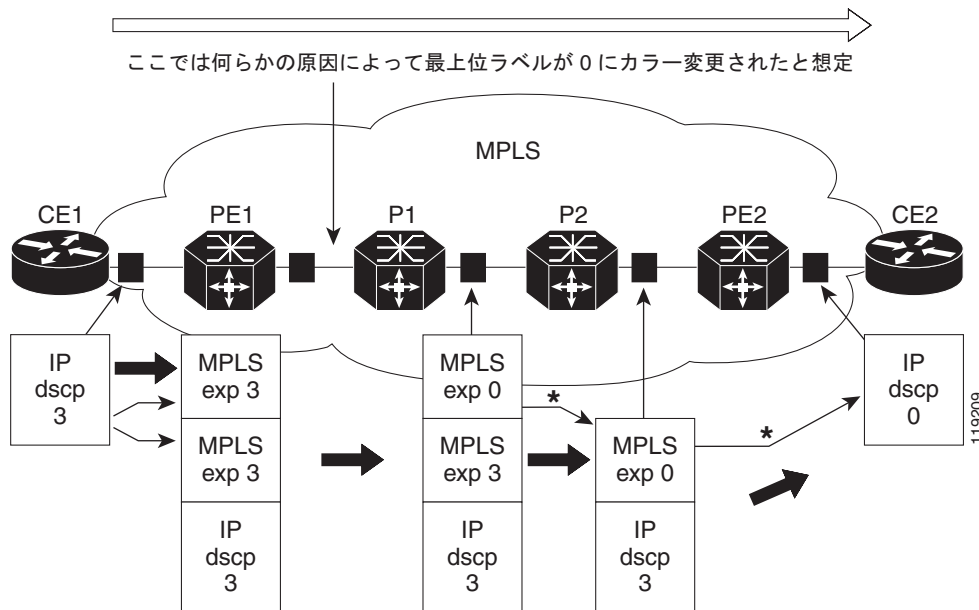 ここでは何らかの原因によって最上位ラベルが 0 にカラー変更されたと想定
MPLS
CE1
PE1
P1
P2
PE2
CE2
IP
dscp
3
MPLS
exp 3
MPLS
exp 3
IP
dscp
3
MPLS
exp 0
*
MPLS
exp 3
IP
dscp
3
MPLS
exp 0
*
IP
dscp
3
IP
dscp
0
119209